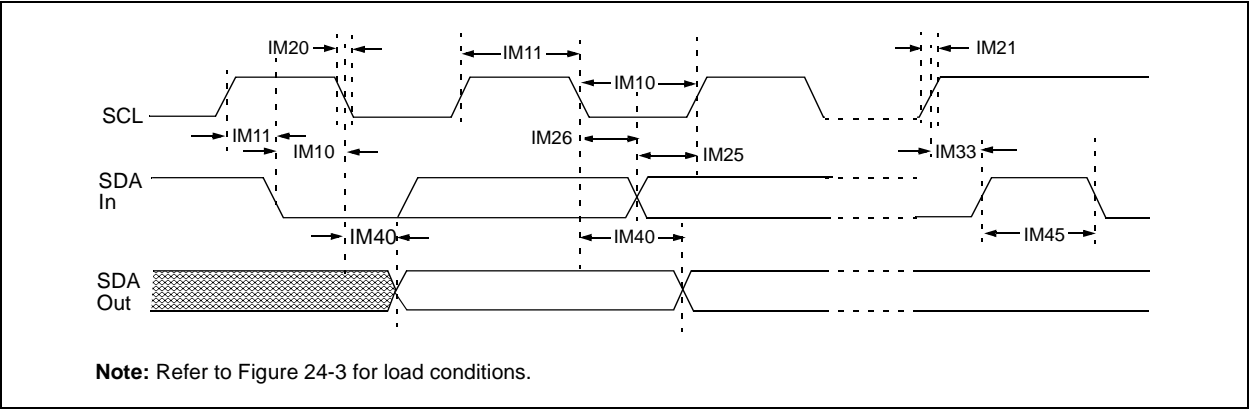 IM20
IM11
IM21
IM10
SCL
IM11
IM10
IM26
IM25
IM33
SDA
In
IM40
IM40
IM45
SDA
Out
Note: Refer to Figure 24-3 for load conditions.